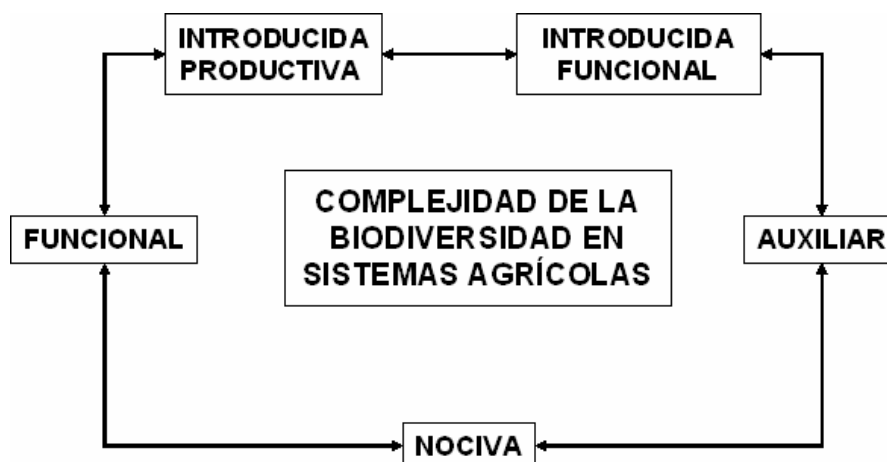 INTRODUCIDA
PRODUCTIVA
INTRODUCIDA
FUNCIONAL
COMPLEJIDAD DE LA
BIODIVERSIDAD EN
SISTEMAS AGRÍCOLAS
FUNCIONAL
AUXILIAR
NOCIVA